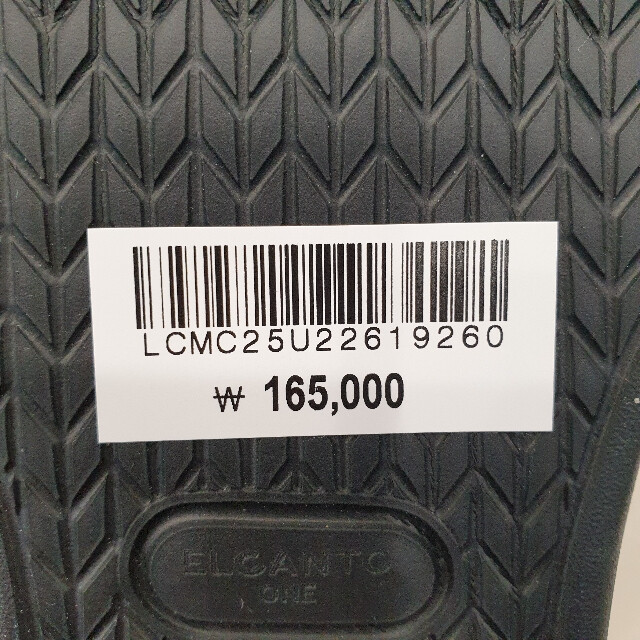 LCMC25U22619260
₩ 165,000
ELCANTO
ONE